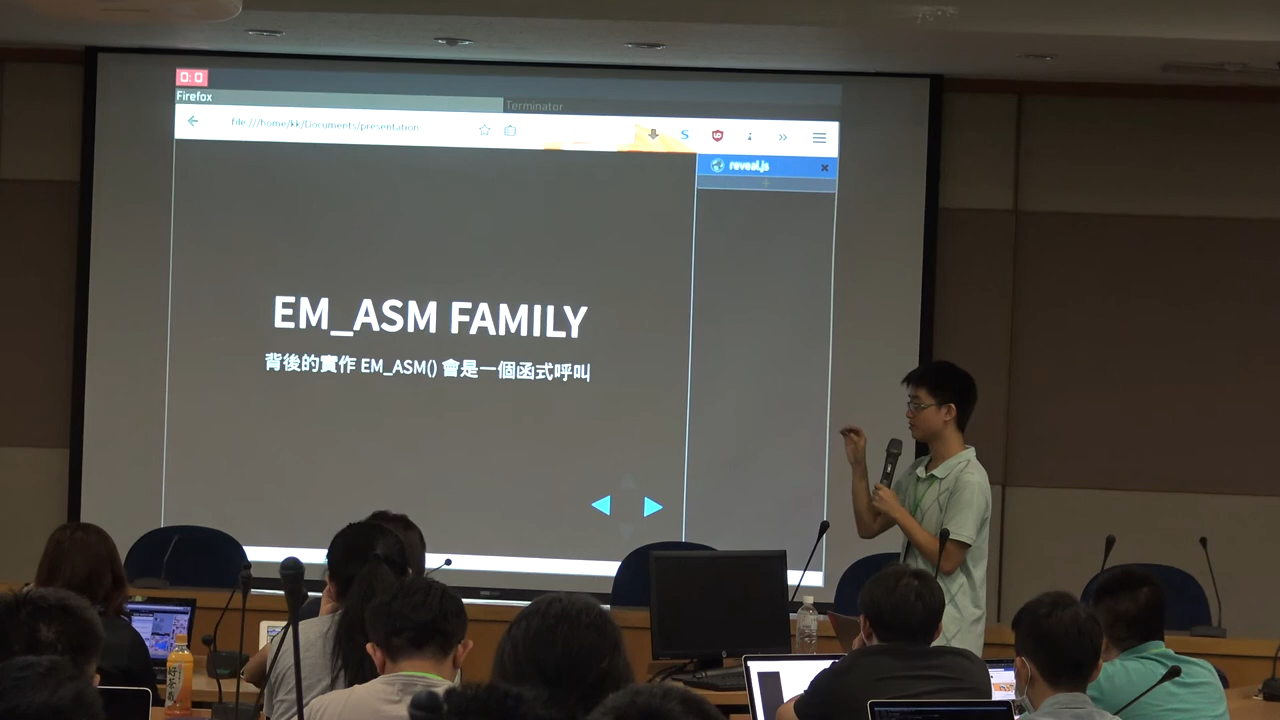 0:0
Firefox
Terminator
file:///home/kk/Documents/presentation
reveal.js
EM_ASM FAMILY
背後的實作 EM_ASM() 會是一個函式呼叫